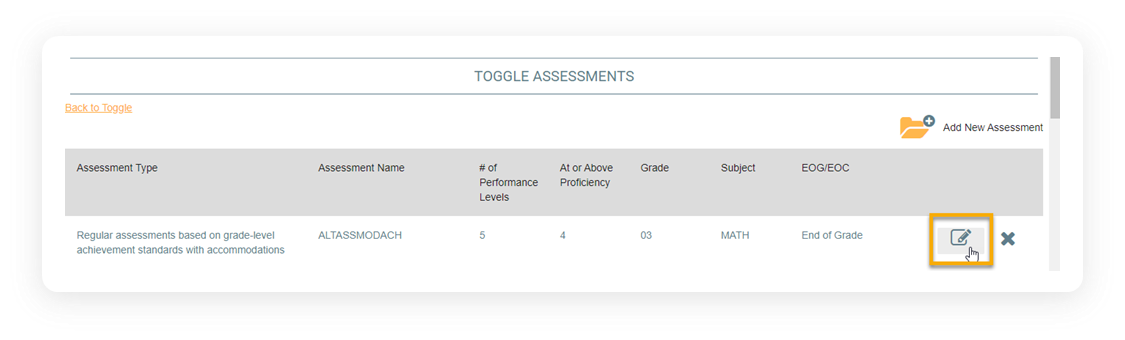 TOGGLE ASSESSMENTS
Back to Toggle
Add New Assessment
Assessment Type Assessment Name # of Performance Levels At or Above Proficiency Grade Subject EOG/EOC
Regular assessments based on grade-level achievement standards with accommodations ALTASSMODACH 5 4 03 MATH End of Grade